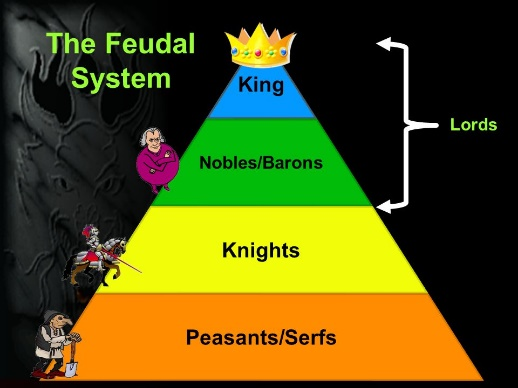 The Feudal
System
King
Lords
Nobles/Barons
Knights
Peasants/Serfs